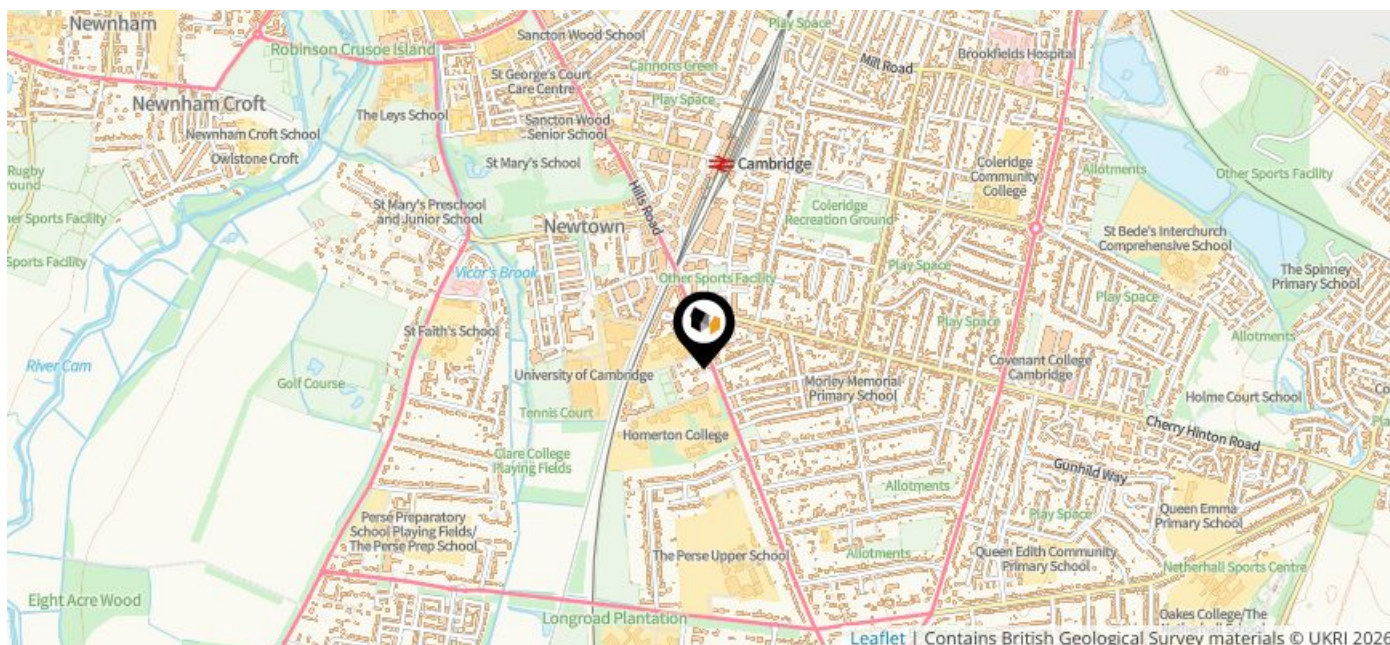 Newnham
Robinson Crusoe Island
Sancton Wood School
Play Space
Brookfields Hospital
St George's Court
Care Centre
Cannons Green
Mill Road
20
Newnham Croft
The Leys School
Play Space
Newnham Croft School
Sancton Wood
Senior School
Owlstone Croft
St Mary's School
Cambridge
Coleridge
Community
College
Allotments
Other Sports Facility
Rugby
10
St Mary's Preschool
and Junior School
Hills Road
Coleridge
Recreation Ground
her Sports Facility
Newtown
St Bede's Interchurch
Comprehensive School
Sports Facility
Vicar's Brook
Other Sports Facility
Play Space
The Spinney
Primary School
Play Space
St Faith's School
Play Space
Allotments
River Cam
Golf Course
University of Cambridge
Morley Memorial
Primary School
Covenant College
Cambridge
Holme Court School
Tennis Court
Homerton College
Cherry Hinton Road
Clare College
Playing Fields
Gunhild Way
Allotments
Perse Preparatory
School Playing Fields/
The Perse Prep School
Play Space
Queen Emma
Primary School
The Perse Upper School
Allotments
Queen Edith Community
Primary School
Netherhall Sports Centre
Eight Acre Wood
Longroad Plantation
Oakes College/The
Leaflet | Contains British Geological Survey materials © UKRI 2026